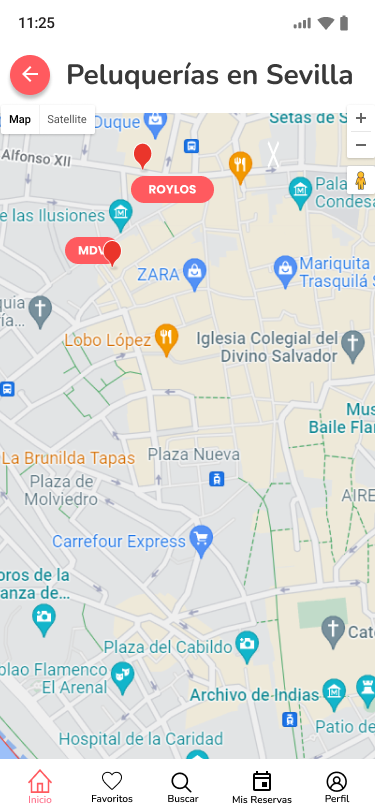 11:25
Peluquerías en Sevilla
Map
Satellite
Duque
Setas de S
Alfonso XII
ROYLOS
Pala
Condesa
e las Ilusiones
MDV
ZARA
Mariquita
Trasquilá S
quia
ía...
Lobo López
Iglesia Colegial del
Divino Salvador
Mus
Baile Flar
La Brunilda Tapas
Plaza Nueva
Plaza de
Molviedro
AIRE
Carrefour Express
oros de la
anza de...
Cate
Plaza del Cabildo
olao Flamenco
El Arenal
Archivo de Indias
Patio de
Hospital de la Caridad
Inicio
Favoritos
Buscar
Mis Reservas
Perfil